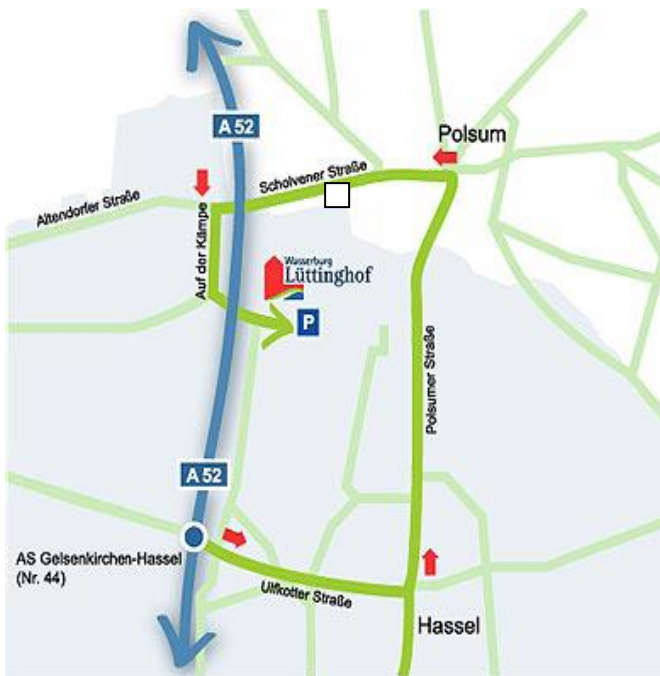 A 52
Polsum
Scholvener Straße
Altendorfer Straße
Auf der Kämpe
Wasserburg
Lüttinghof
P
Polsumer Straße
A 52
AS Gelsenkirchen-Hassel
(Nr. 44)
Ulfkotter Straße
Hassel